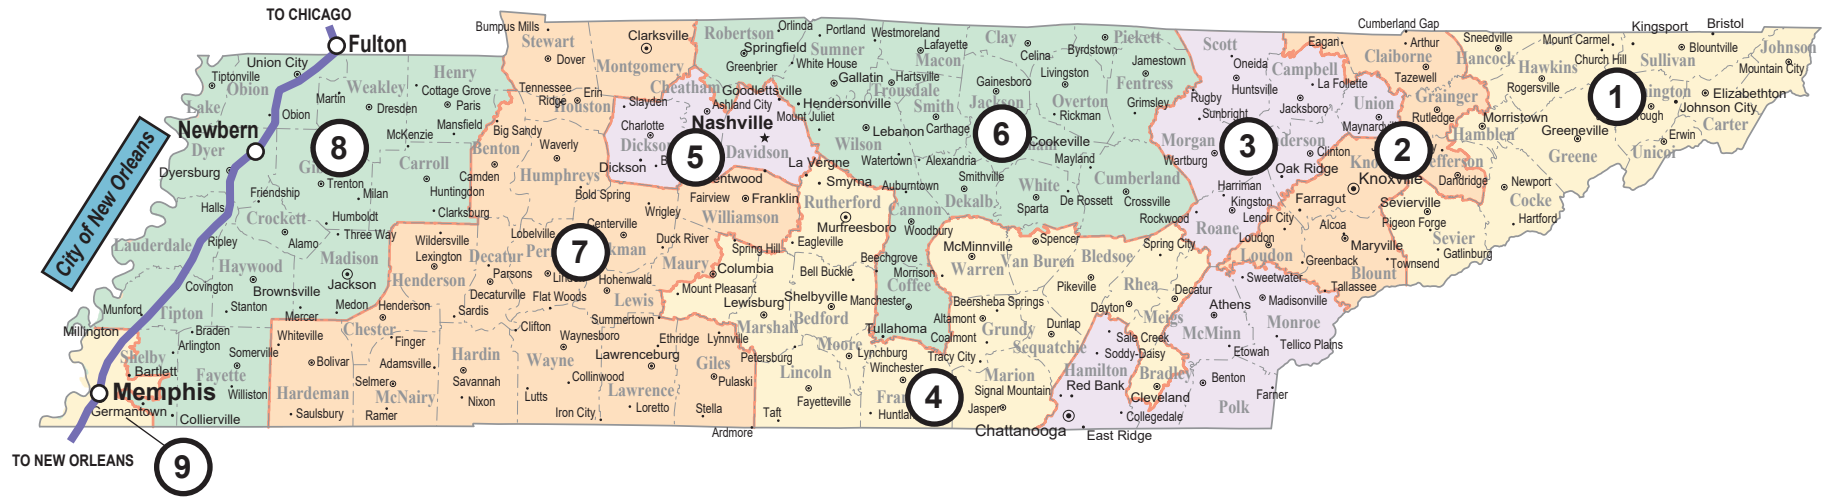 TO CHICAGO
Fulton
Newbern
Memphis
City of New Orleans
TO NEW ORLEANS
8
9
7
5
6
4
3
2
1
Union City
Tiptonville
Obion
Lake
Obion
Martin
Weakley
Dresden
Henry
Cottage Grove
Paris
Mansfield
McKenzie
Carroll
Huntingdon
Clarksburg
Dyer
Dyersburg
Trenton
Milan
Friendship
Halls
Crockett
Humboldt
Three Way
Alamo
Lauderdale
Ripley
Haywood
Madison
Jackson
Medon
Mercer
Brownsville
Covington
Stanton
Tipton
Munford
Millington
Braden
Arlington
Shelby
Bartlett
Somerville
Fayette
Williston
Germantown
Collierville
Bumpus Mills
Stewart
Dover
Clarksville
Montgomery
Tennessee
Ridge
Erin
Houston
Big Sandy
Benton
Camden
Waverly
Humphreys
Bold Spring
Wildersville
Lexington
Henderson
Decatur
Parsons
Decaturville
Lobelville
Centerville
Hohenwald
Flat Woods
Lewis
Wrigley
Duck River
Maury
Fairview
Franklin
Williamson
Henderson
Chester
Finger
Sardis
Whiteville
Bolivar
Hardeman
Saulsbury
Adamsville
Selmer
McNairy
Ramer
Hardin
Savannah
Nixon
Clifton
Waynesboro
Wayne
Collinwood
Lutts
Iron City
Summertown
Ethridge
Lawrenceburg
Lawrence
Loretto
Lynnville
Giles
Pulaski
Stella
Ardmore
Cheatham
Slayden
Charlotte
Dickson
Dickson
Ashland City
Nashville
Davidson
Goodlettsville
Robertson
Springfield
Greenbrier
Orlinda
White House
Portland
Sumner
Gallatin
Hendersonville
Mount Juliet
Westmoreland
Lafayette
Macon
Hartsville
Trousdale
Smith
Carthage
Lebanon
Wilson
Watertown
Alexandria
Smithville
Dekalb
Auburntown
Cannon
Woodbury
Clay
Celina
Gainesboro
Jackson
Pickett
Byrdstown
Livingston
Overton
Rickman
Jamestown
Fentress
Grimsley
Cookeville
Mayland
Cumberland
Crossville
White
Sparta
De Rossett
Beechgrove
Morrison
Coffee
Manchester
Tullahoma
La Vergne
Smyrna
Rutherford
Murfreesboro
Eagleville
Spring Hill
Columbia
Mount Pleasant
Bell Buckle
Lewisburg
Marshall
Shelbyville
Bedford
Petersburg
Moore
Lynchburg
Lincoln
Fayetteville
Taft
Winchester
Huntland
McMinnville
Warren
Spencer
Van Buren
Bledsoe
Pikeville
Spring City
Rhea
Dayton
Decatur
Meigs
Beersheba Springs
Altamont
Grundy
Coalmont
Tracy City
Dunlap
Sequatchie
Marion
Signal Mountain
Jasper
Bradley
Cleveland
Sale Creek
Soddy-Daisy
Hamilton
Red Bank
Chattanooga
East Ridge
Collegedale
Benton
Polk
Farner
Sweetwater
Athens
McMinn
Etowah
Madisonville
Monroe
Tellico Plains
Scott
Oneida
Huntsville
Campbell
La Follette
Jacksboro
Rugby
Sunbright
Morgan
Wartburg
Clinton
Oak Ridge
Harriman
Kingston
Rockwood
Roane
Union
Maynardville
Eagan
Cumberland Gap
Arthur
Claiborne
Tazewell
Grainger
Rutledge
Knoxville
Farragut
Lenoir City
Loudon
Loudon
Greenback
Alcoa
Maryville
Blount
Townsend
Tallassee
Dandridge
Sevierville
Pigeon Forge
Sevier
Gatlinburg
Sneedville
Hancock
Mount Carmel
Church Hill
Hawkins
Rogersville
Kingsport
Bristol
Sullivan
Blountville
Johnson
Mountain City
Elizabethton
Johnson City
Carter
Erwin
Unicoi
Morristown
Hamblen
Greeneville
Greene
Newport
Cocke
Hartford